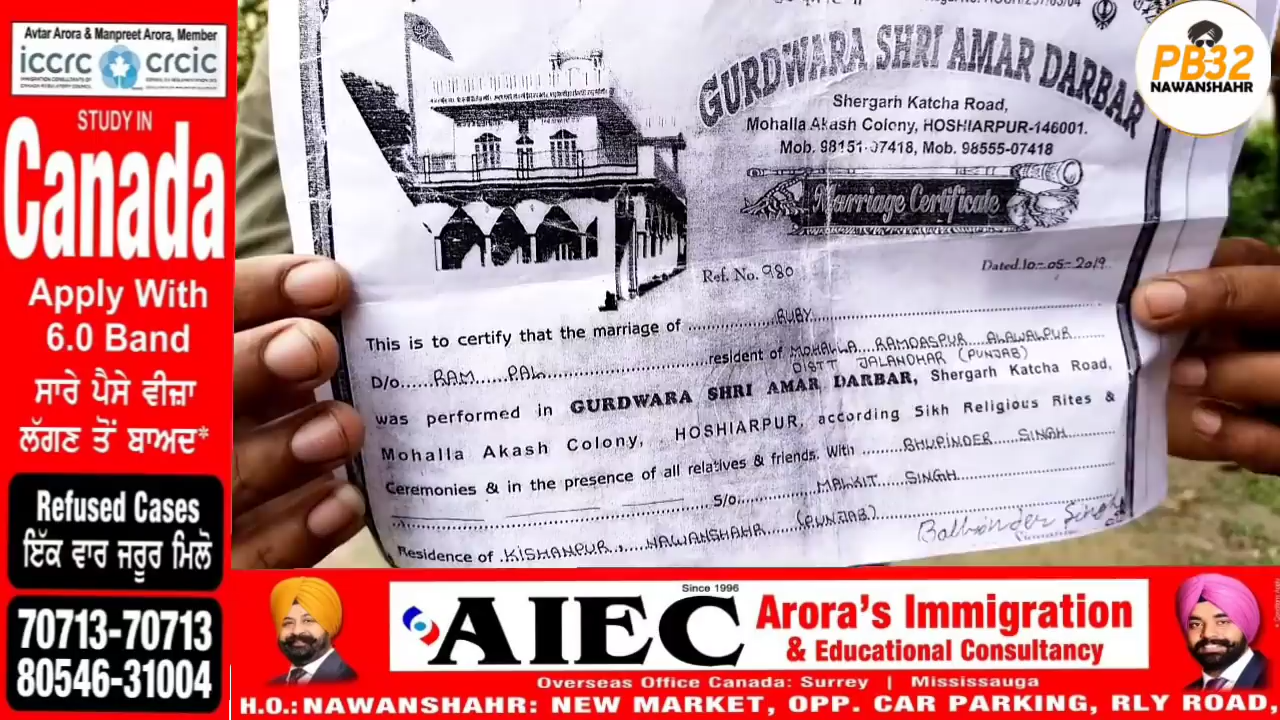 Avtar Arora & Manpreet Arora, Member
iccrc crcic
STUDY IN
Canada
Apply With
6.0 Band
ਸਾਰੇ ਪੈਸੇ ਵੀਜ਼ਾ
ਲੱਗਣ ਤੋਂ ਬਾਅਦ*
Refused Cases
ਇੱਕ ਵਾਰ ਜਰੂਰ ਮਿਲੋ
70713-70713
80546-31004
PB32
NAWANSHAHR
GURDWARA SHRI AMAR DARBAR
Shergarh Katcha Road,
Mohalla Akash Colony, HOSHIARPUR-146001.
Mob. 98151-07418, Mob. 98555-07418
Marriage Certificate
Ref. No. 980
Dated 10-05-2019
This is to certify that the marriage of RUBY
D/o RAM PAL resident of MOHALLA RAMDASPUR ALAWALPUR
DISTT JALANDHAR (PUNJAB)
was performed in GURDWARA SHRI AMAR DARBAR, Shergarh Katcha Road,
Mohalla Akash Colony, HOSHIARPUR, according Sikh Religious Rites &
Ceremonies & in the presence of all relatives & friends. With BHUPINDER SINGH
S/o MALKIT SINGH
Residence of KISHANPUR, NAWANSHAHR (PUNJAB)
Balhinder Singh
Since 1996
AIEC
Arora's Immigration
& Educational Consultancy
Overseas Office Canada: Surrey | Mississauga
H.O.: NAWANSHAHR: NEW MARKET, OPP. CAR PARKING, RLY ROAD,